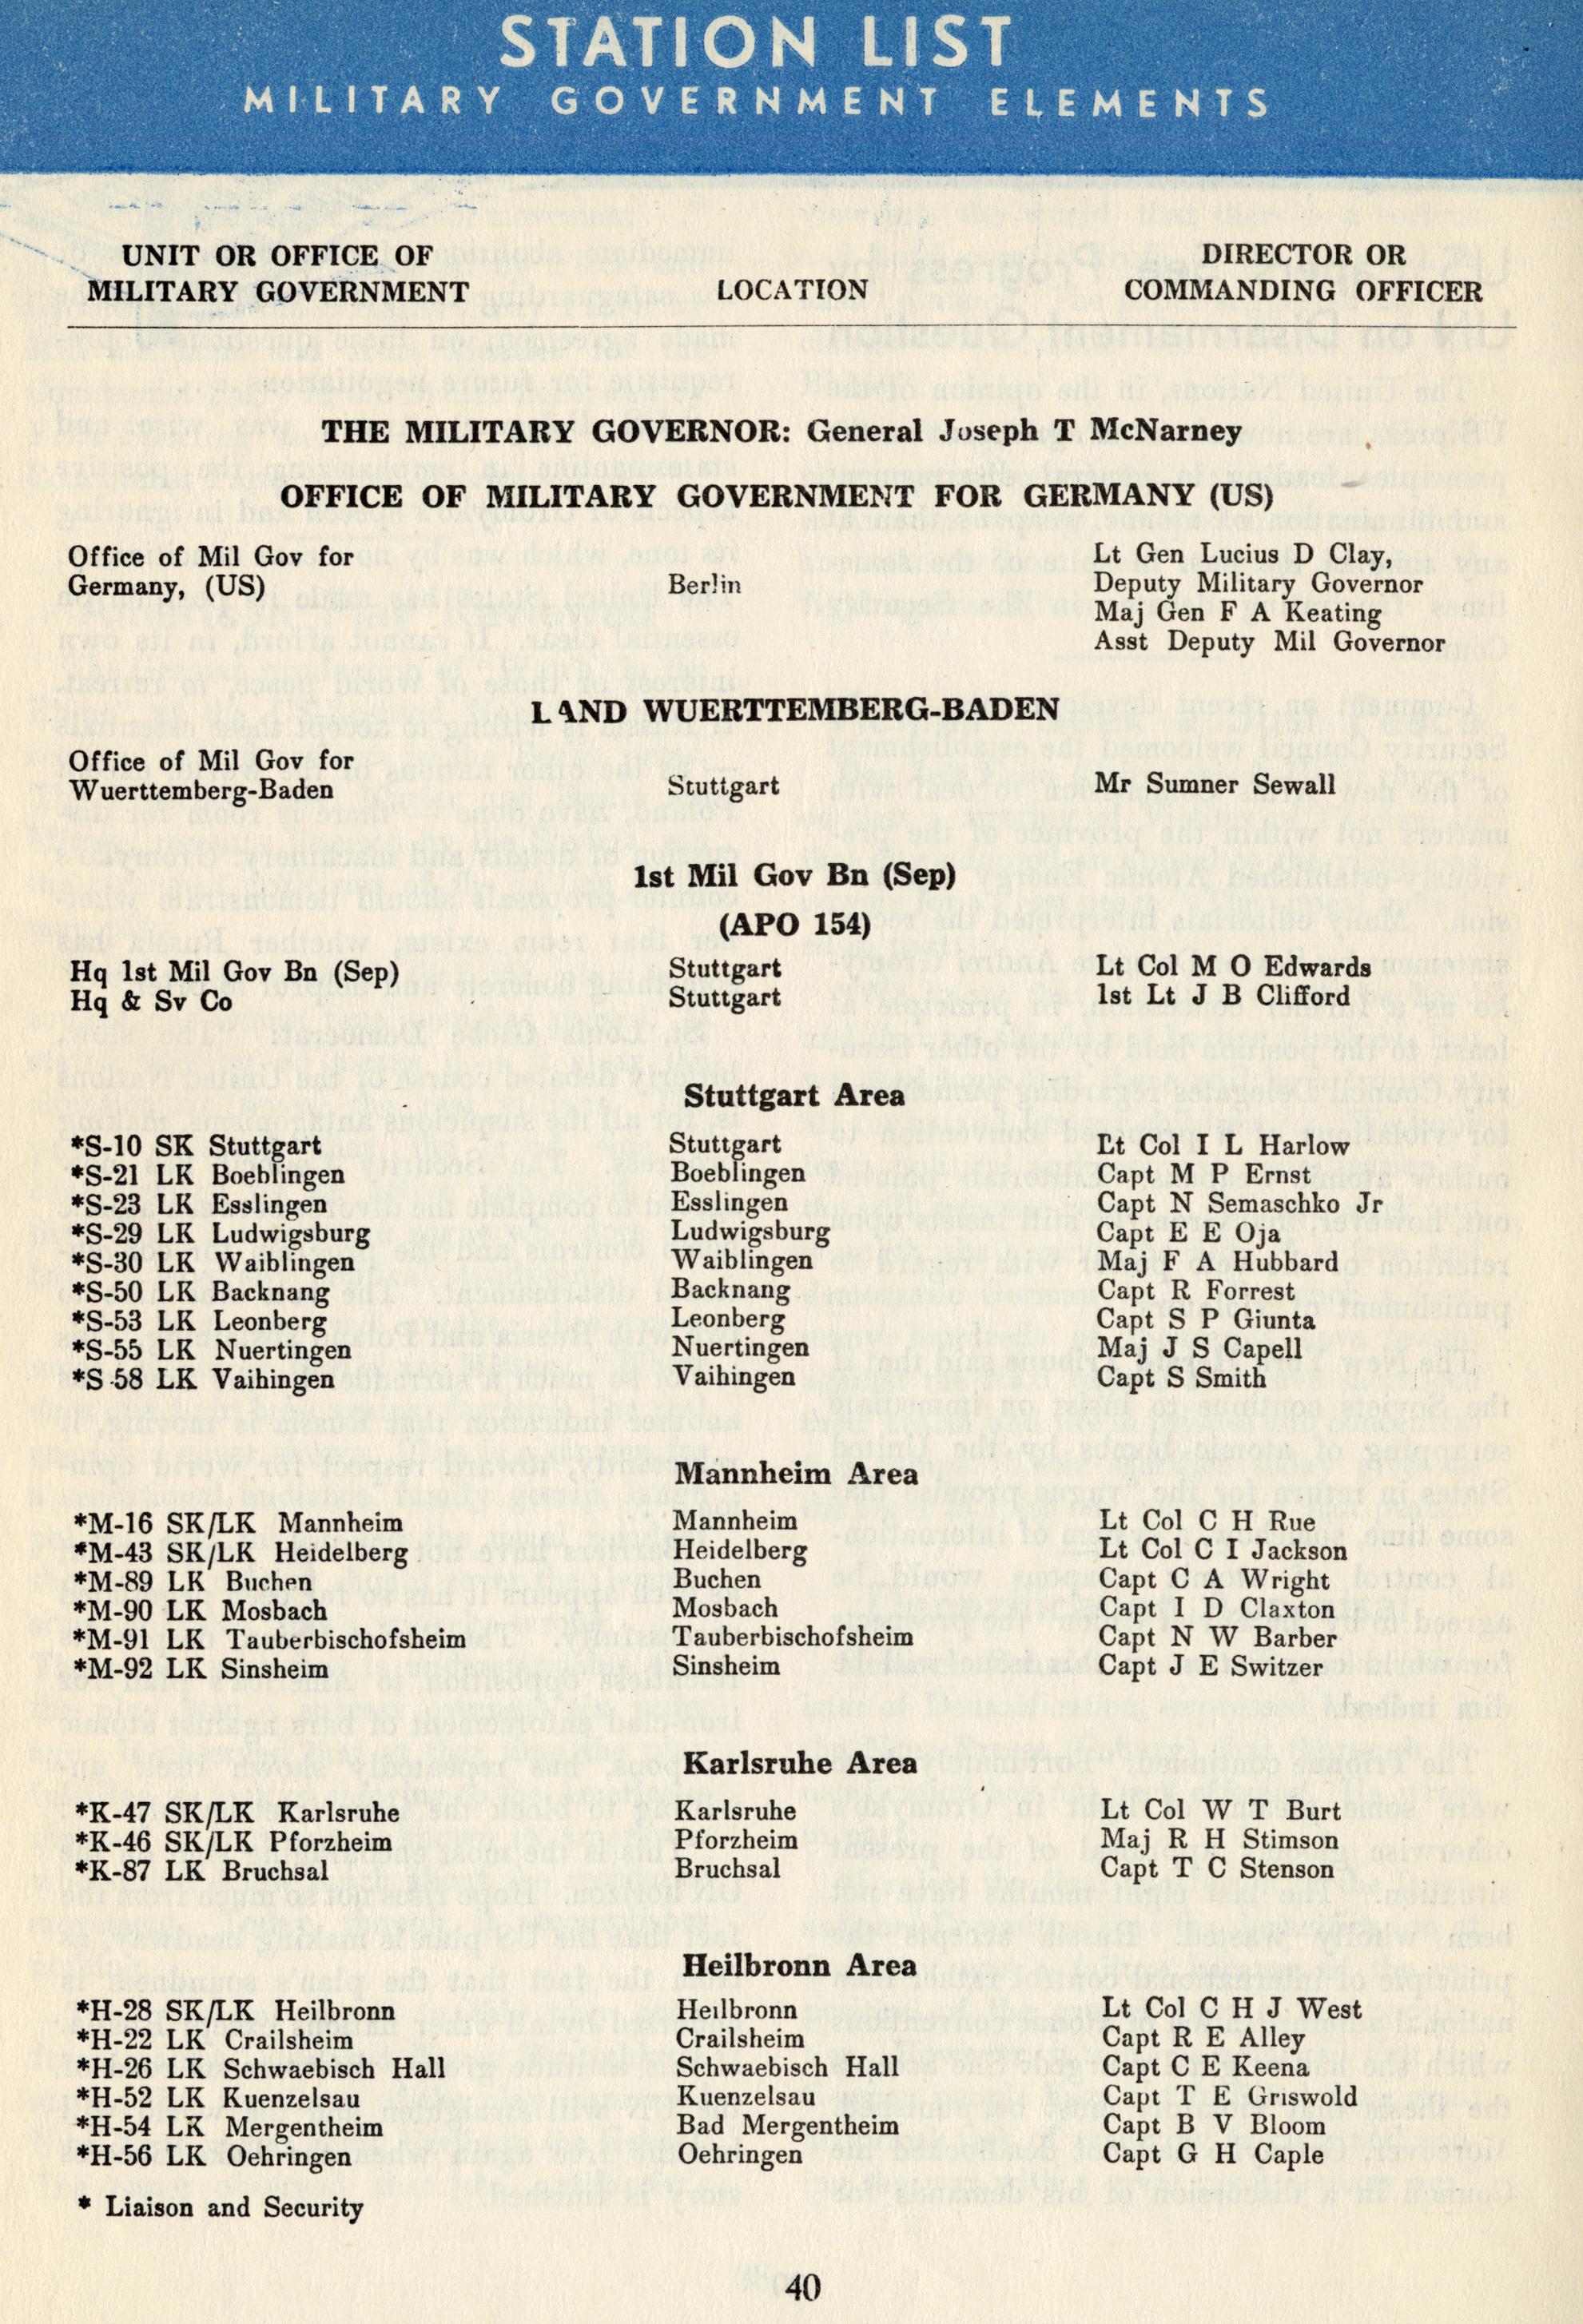 STATION LIST
MILITARY GOVERNMENT ELEMENTS
UNIT OR OFFICE OF MILITARY GOVERNMENT LOCATION DIRECTOR OR COMMANDING OFFICER
THE MILITARY GOVERNOR: General Joseph T McNarney
OFFICE OF MILITARY GOVERNMENT FOR GERMANY (US)
Office of Mil Gov for Lt Gen Lucius D Clay,
Germany, (US) Berlin Deputy Military Governor
Maj Gen F A Keating
Asst Deputy Mil Governor
LAND WUERTTEMBERG-BADEN
Office of Mil Gov for
Wuerttemberg-Baden Stuttgart Mr Sumner Sewall
1st Mil Gov Bn (Sep)
(APO 154)
Hq 1st Mil Gov Bn (Sep) Stuttgart Lt Col M O Edwards
Hq & Sv Co Stuttgart 1st Lt J B Clifford
Stuttgart Area
*S-10 SK Stuttgart Stuttgart Lt Col I L Harlow
*S-21 LK Boeblingen Boeblingen Capt M P Ernst
*S-23 LK Esslingen Esslingen Capt N Semaschko Jr
*S-29 LK Ludwigsburg Ludwigsburg Capt E E Oja
*S-30 LK Waiblingen Waiblingen Maj F A Hubbard
*S-50 LK Backnang Backnang Capt R Forrest
*S-53 LK Leonberg Leonberg Capt S P Giunta
*S-55 LK Nuertingen Nuertingen Maj J S Capell
*S-58 LK Vaihingen Vaihingen Capt S Smith
Mannheim Area
*M-16 SK/LK Mannheim Mannheim Lt Col C H Rue
*M-43 SK/LK Heidelberg Heidelberg Lt Col C I Jackson
*M-89 LK Buchen Buchen Capt C A Wright
*M-90 LK Mosbach Mosbach Capt I D Claxton
*M-91 LK Tauberbischofsheim Tauberbischofsheim Capt N W Barber
*M-92 LK Sinsheim Sinsheim Capt J E Switzer
Karlsruhe Area
*K-47 SK/LK Karlsruhe Karlsruhe Lt Col W T Burt
*K-46 SK/LK Pforzheim Pforzheim Maj R H Stimson
*K-87 LK Bruchsal Bruchsal Capt T C Stenson
Heilbronn Area
*H-28 SK/LK Heilbronn Heilbronn Lt Col C H J West
*H-22 LK Crailsheim Crailsheim Capt R E Alley
*H-26 LK Schwaebisch Hall Schwaebisch Hall Capt C E Keena
*H-52 LK Kuenzelsau Kuenzelsau Capt T E Griswold
*H-54 LK Mergentheim Bad Mergentheim Capt B V Bloom
*H-56 LK Oehringen Oehringen Capt G H Caple
* Liaison and Security
40